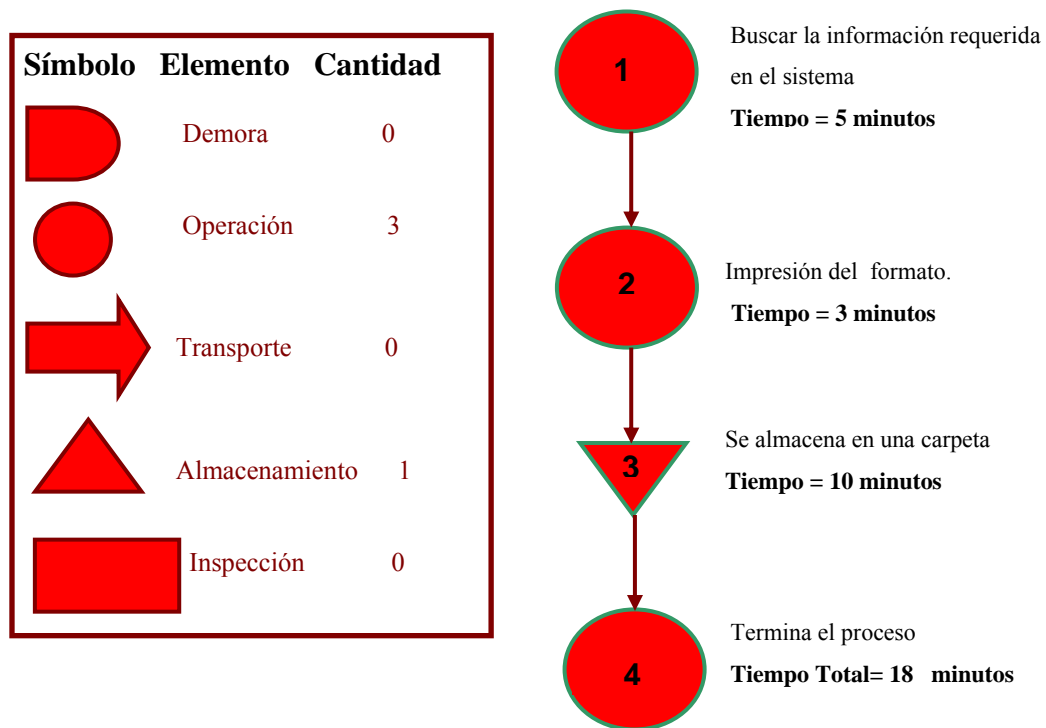 Símbolo Elemento Cantidad
Demora 0
Operación 3
Transporte 0
Almacenamiento 1
Inspección 0
1
Buscar la información requerida
en el sistema
Tiempo = 5 minutos
2
Impresión del formato.
Tiempo = 3 minutos
3
Se almacena en una carpeta
Tiempo = 10 minutos
4
Termina el proceso
Tiempo Total= 18 minutos